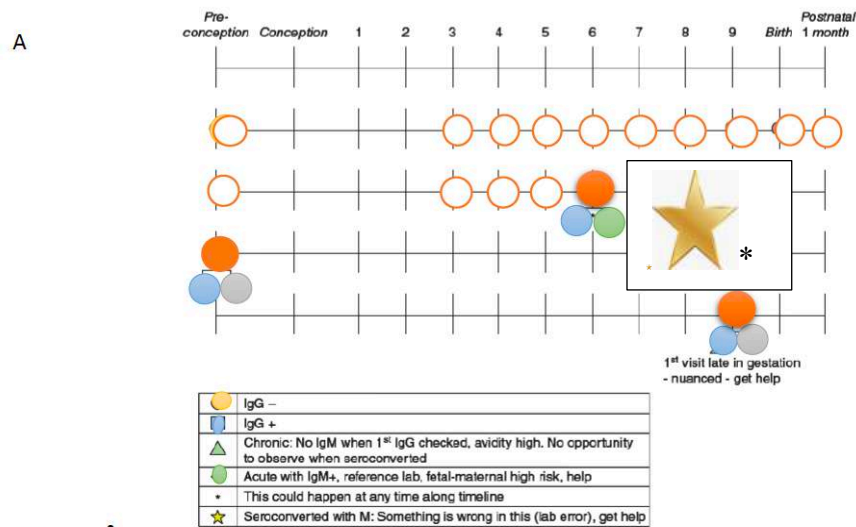 Pre-
conception Conception 1 2 3 4 5 6 7 8 9 Birth Postnatal
1 month
A
*
1st visit late in gestation
- nuanced - get help
IgG –
IgG +
Chronic: No IgM when 1st IgG checked, avidity high. No opportunity
to observe when seroconverted
Acute with IgM+, reference lab, fetal-maternal high risk, help
* This could happen at any time along timeline
Seroconverted with M: Something is wrong in this (lab error), get help